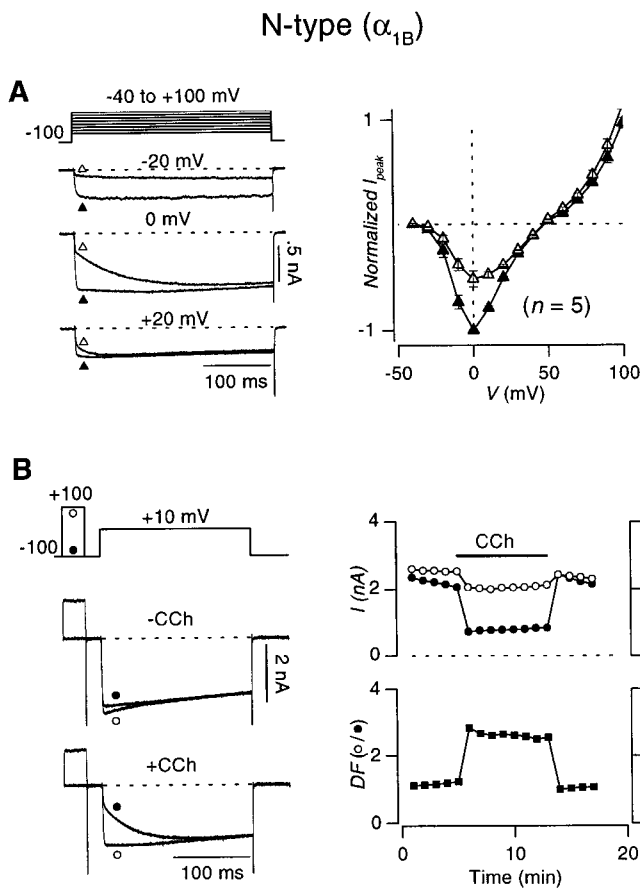 N-type (α1B)
A
-40 to +100 mV
-100
-20 mV
0 mV
.5 nA
+20 mV
100 ms
1
Normalized Ipeak
-1
(n = 5)
-50
0
50
100
V (mV)
B
+100
-100
+10 mV
-CCh
2 nA
+CCh
100 ms
4
CCh
I (nA)
2
0
4
DF (○/●)
2
0
0
10
20
Time (min)